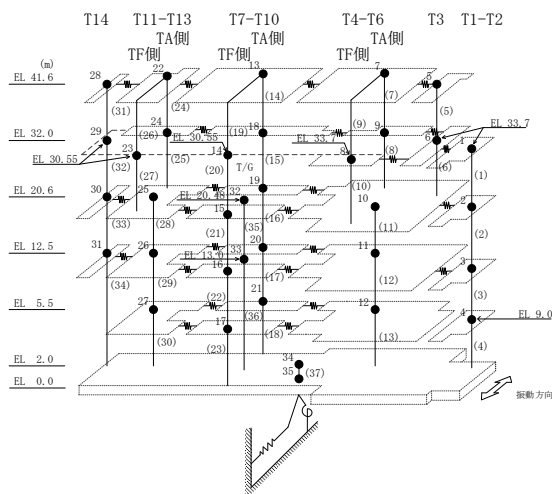 T14 T11-T13 T7-T10 T4-T6 T3 T1-T2
TA側 TA側 TA側
TF側 TF側 TF側
(m)
EL 41.6 28 22 13 7 5
(31) (24) (14) (7) (5)
EL 32.0 29 (26) 24 EL 30.55 (19) 18 EL 33.7 (9) 9 6 1 EL 33.7
EL 30.55 (32) 23 (25) 14 (20) T/G (15) 8 (8) (6) (1)
(27) (10)
EL 20.6 30 25 EL 20.48 32 19 10 2
(33) (28) 15 (35) (16) (11) (2)
(21) 20
EL 12.5 31 26 EL 13.0 33 11 3
(34) (29) 16 (17) (12) (3)
(22) 21
EL 5.5 27 (36) 12 4 EL 9.0
(30) 17 (18) (13) (4)
(23)
EL 2.0 34
EL 0.0 35 (37)
振動方向